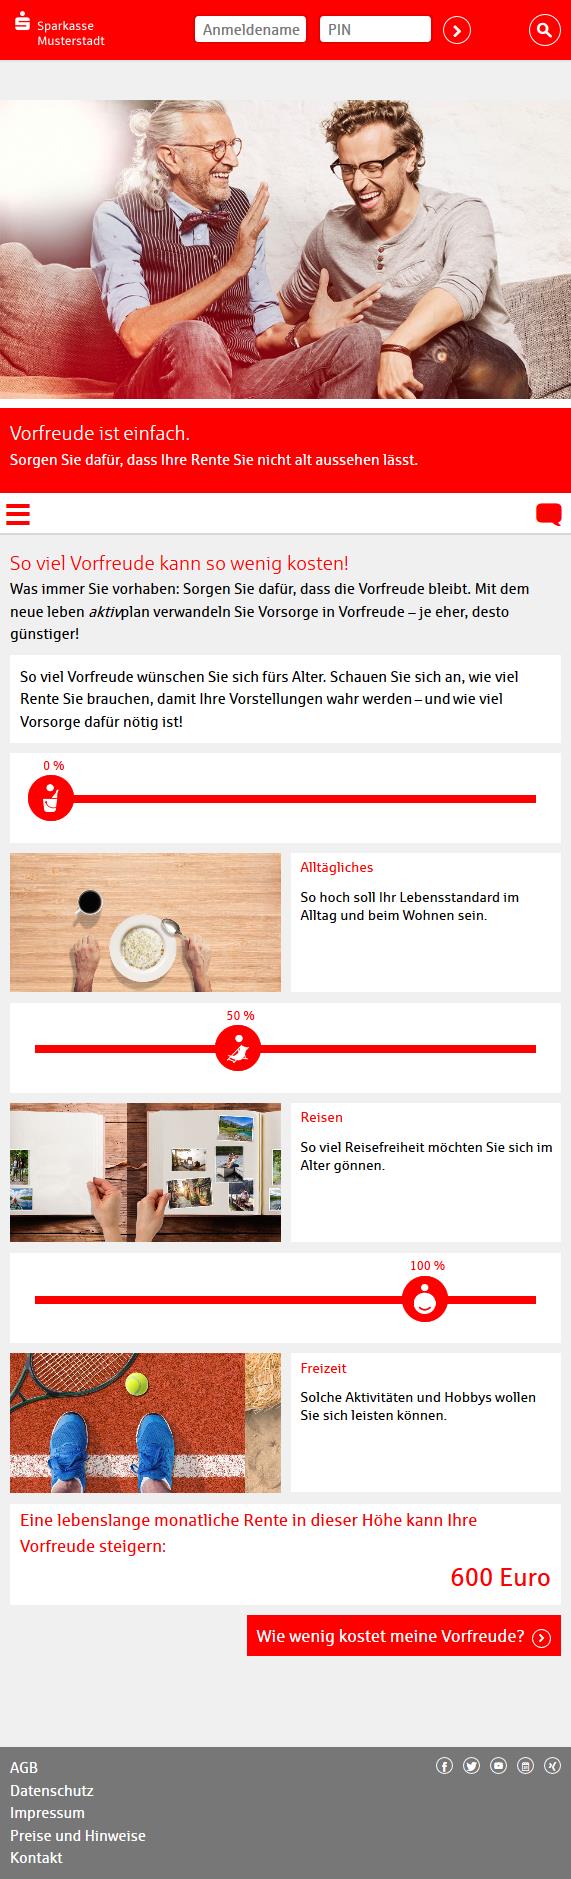 Sparkasse
Musterstadt
Anmeldename
PIN
Vorfreude ist einfach.
Sorgen Sie dafür, dass Ihre Rente Sie nicht alt aussehen lässt.
So viel Vorfreude kann so wenig kosten!
Was immer Sie vorhaben: Sorgen Sie dafür, dass die Vorfreude bleibt. Mit dem
neue leben aktivplan verwandeln Sie Vorsorge in Vorfreude – je eher, desto
günstiger!
So viel Vorfreude wünschen Sie sich fürs Alter. Schauen Sie sich an, wie viel
Rente Sie brauchen, damit Ihre Vorstellungen wahr werden – und wie viel
Vorsorge dafür nötig ist!
0 %
Alltägliches
So hoch soll Ihr Lebensstandard im
Alltag und beim Wohnen sein.
50 %
Reisen
So viel Reisefreiheit möchten Sie sich im
Alter gönnen.
100 %
Freizeit
Solche Aktivitäten und Hobbys wollen
Sie sich leisten können.
Eine lebenslange monatliche Rente in dieser Höhe kann Ihre
Vorfreude steigern:
600 Euro
Wie wenig kostet meine Vorfreude?
AGB
Datenschutz
Impressum
Preise und Hinweise
Kontakt